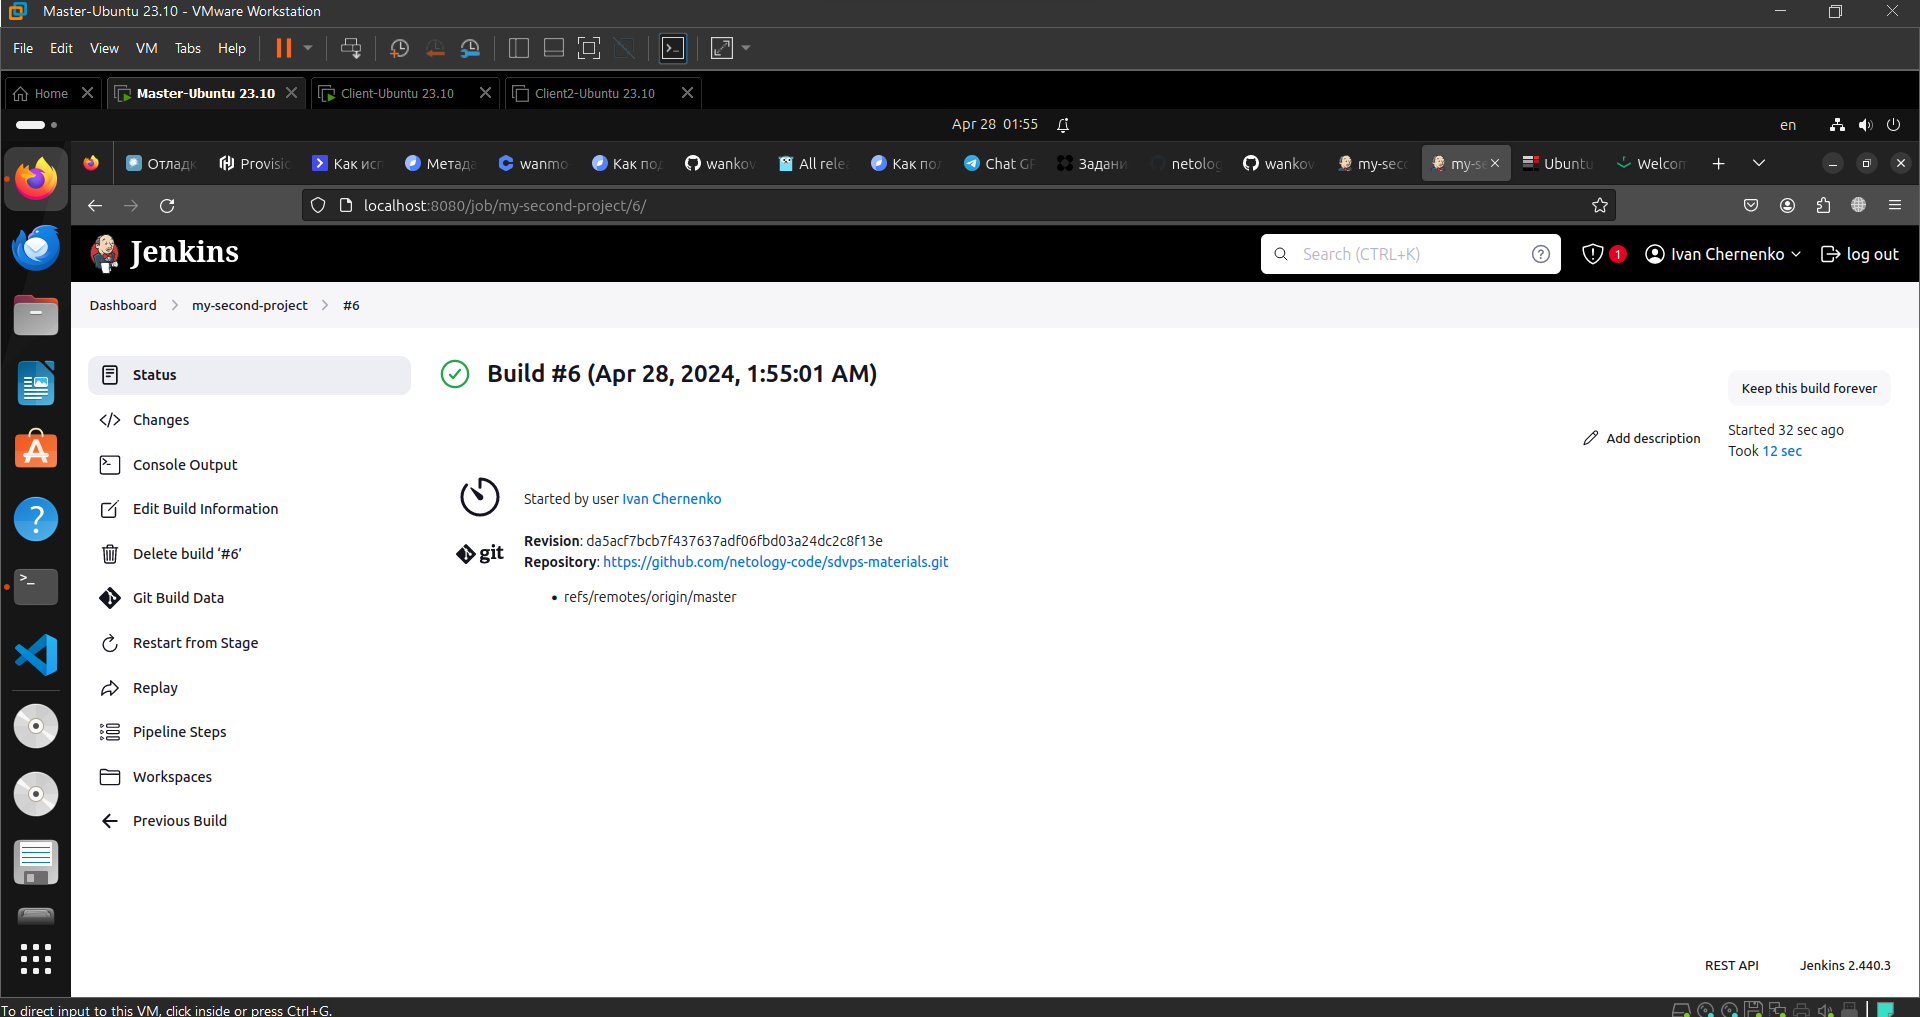 Master-Ubuntu 23.10 - VMware Workstation
File Edit View VM Tabs Help
Home Master-Ubuntu 23.10 Client-Ubuntu 23.10 Client2-Ubuntu 23.10
Apr 28 01:55 en
Отладк Provisic Как исп Метада wanmo Как по wankov All rele Как по Chat GP Задани netolog wankov my-sec my-se Ubuntu Welcom
localhost:8080/job/my-second-project/6/
Jenkins Search (CTRL+K) 1 Ivan Chernenko log out
Dashboard my-second-project #6
Status
Changes
Console Output
Edit Build Information
Delete build ‘#6’
Git Build Data
Restart from Stage
Replay
Pipeline Steps
Workspaces
Previous Build
Build #6 (Apr 28, 2024, 1:55:01 AM)
Keep this build forever
Add description
Started 32 sec ago
Took 12 sec
Started by user Ivan Chernenko
git
Revision: da5acf7bcb7f437637adf06fbd03a24dc2c8f13e
Repository: https://github.com/netology-code/sdvps-materials.git
• refs/remotes/origin/master
REST API Jenkins 2.440.3
To direct input to this VM, click inside or press Ctrl+G.